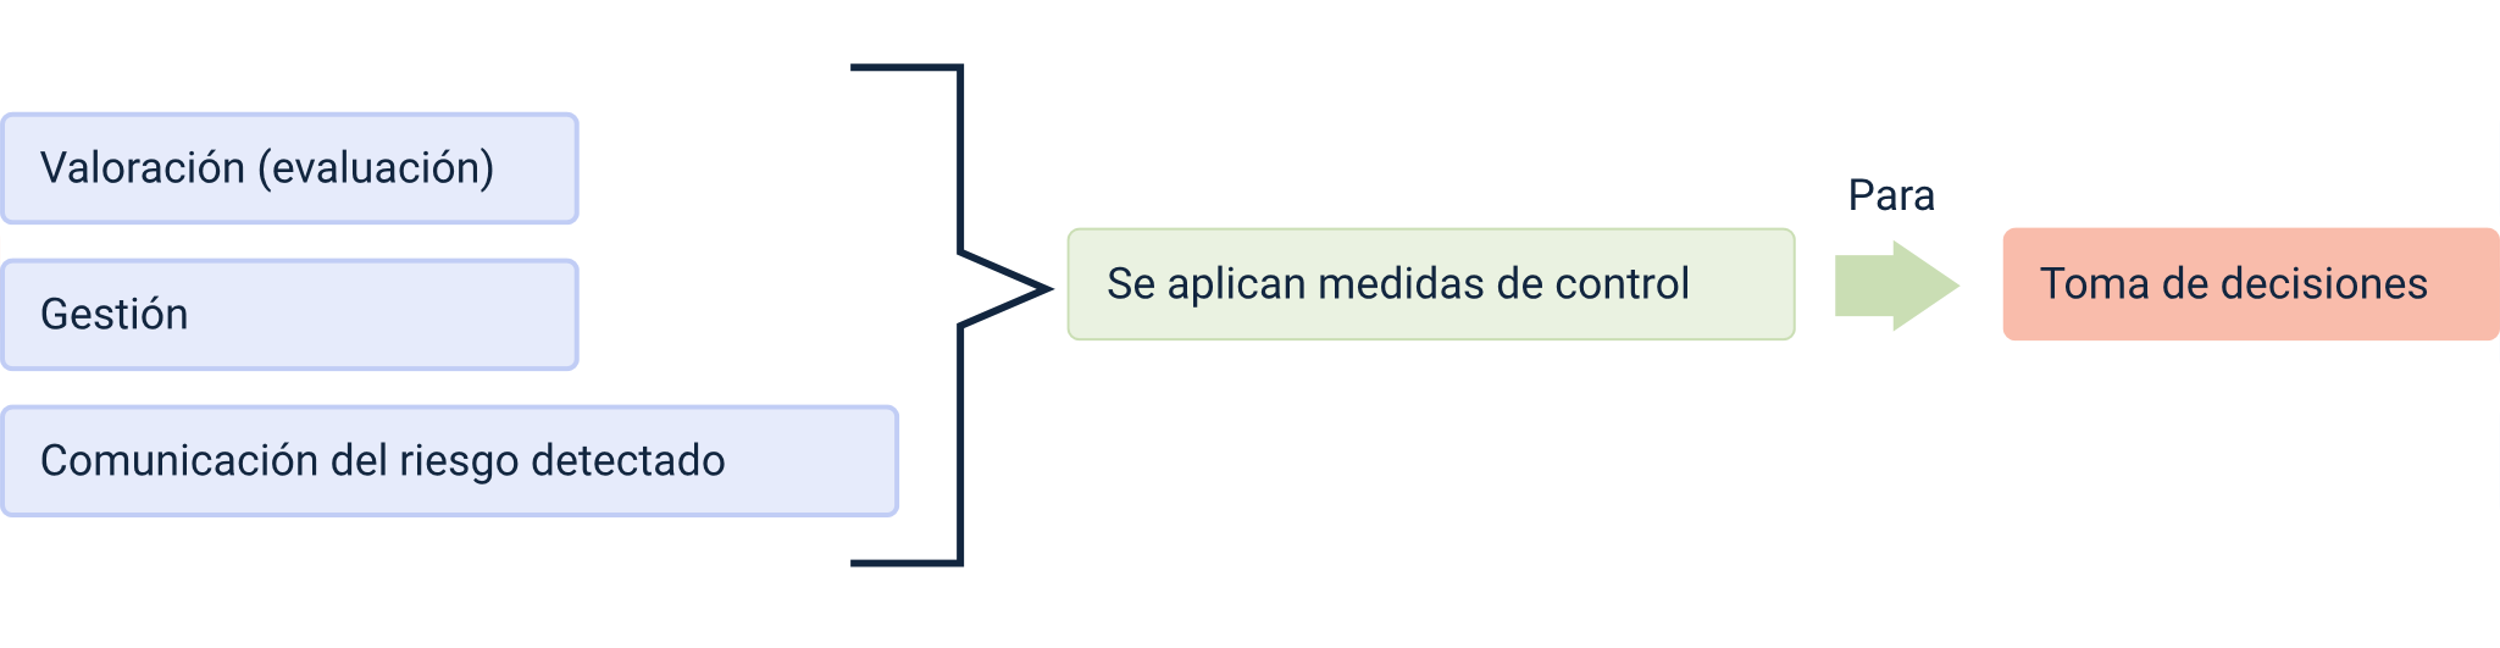 Valoración (evaluación)
Gestión
Comunicación del riesgo detectado
Se aplican medidas de control
Para
Toma de decisiones